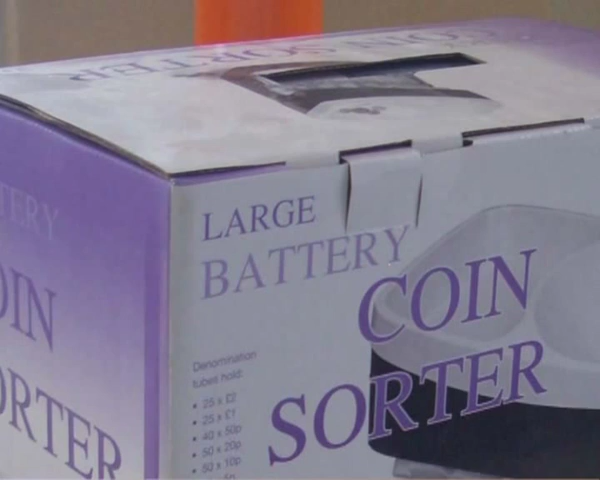 COIN SORTER
LARGE
BATTERY
COIN
SORTER
Denomination
tubes hold:
• 25 x £2
• 25 x £1
• 40 x 50p
• 50 x 20p
• 50 x 10p
TERY
OIN
ORTER